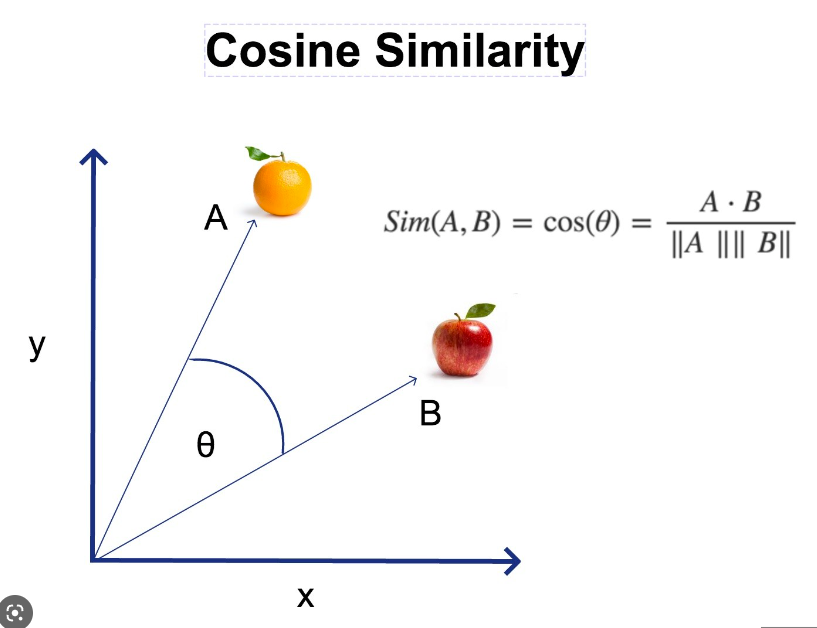 Cosine Similarity
A
Sim(A, B) = cos(θ) = A · B / ||A || || B||
y
B
θ
x